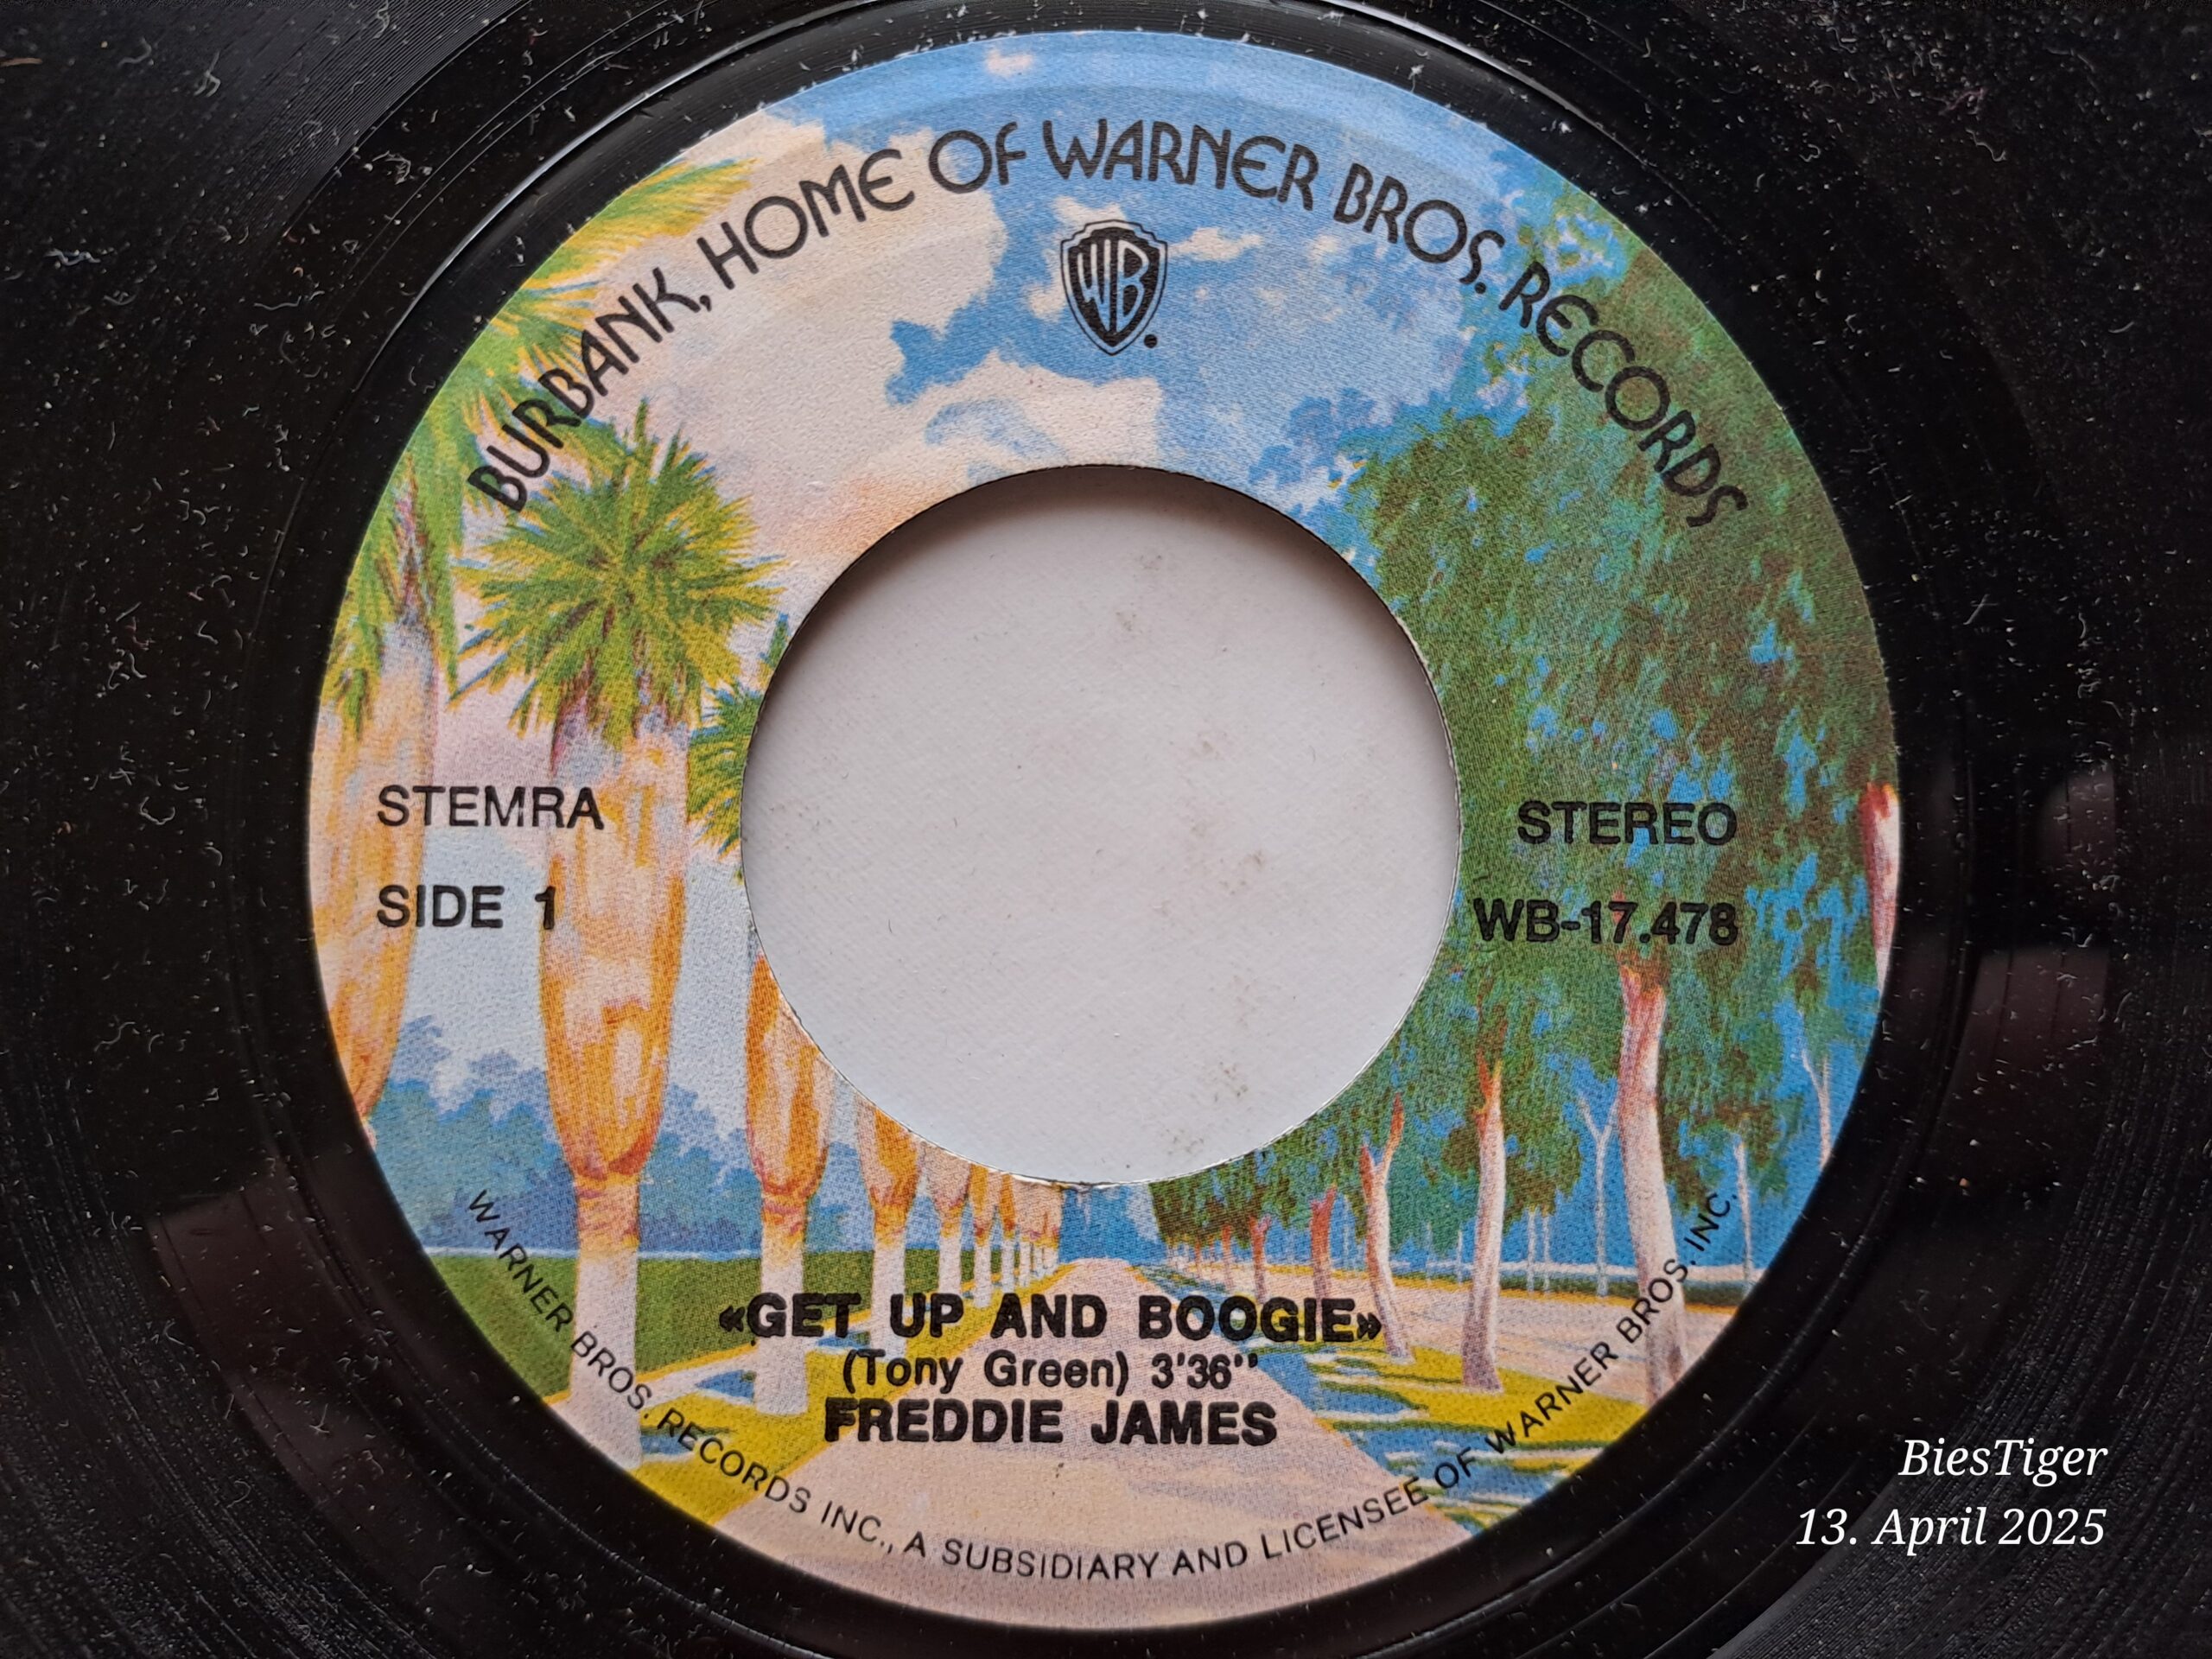 BURBANK, HOME OF WARNER BROS. RECORDS
WB
STEMRA
SIDE 1
STEREO
WB-17.478
«GET UP AND BOOGIE»
(Tony Green) 3'36''
FREDDIE JAMES
WARNER BROS. RECORDS INC., A SUBSIDIARY AND LICENSEE OF WARNER BROS. INC.
BiesTiger
13. April 2025